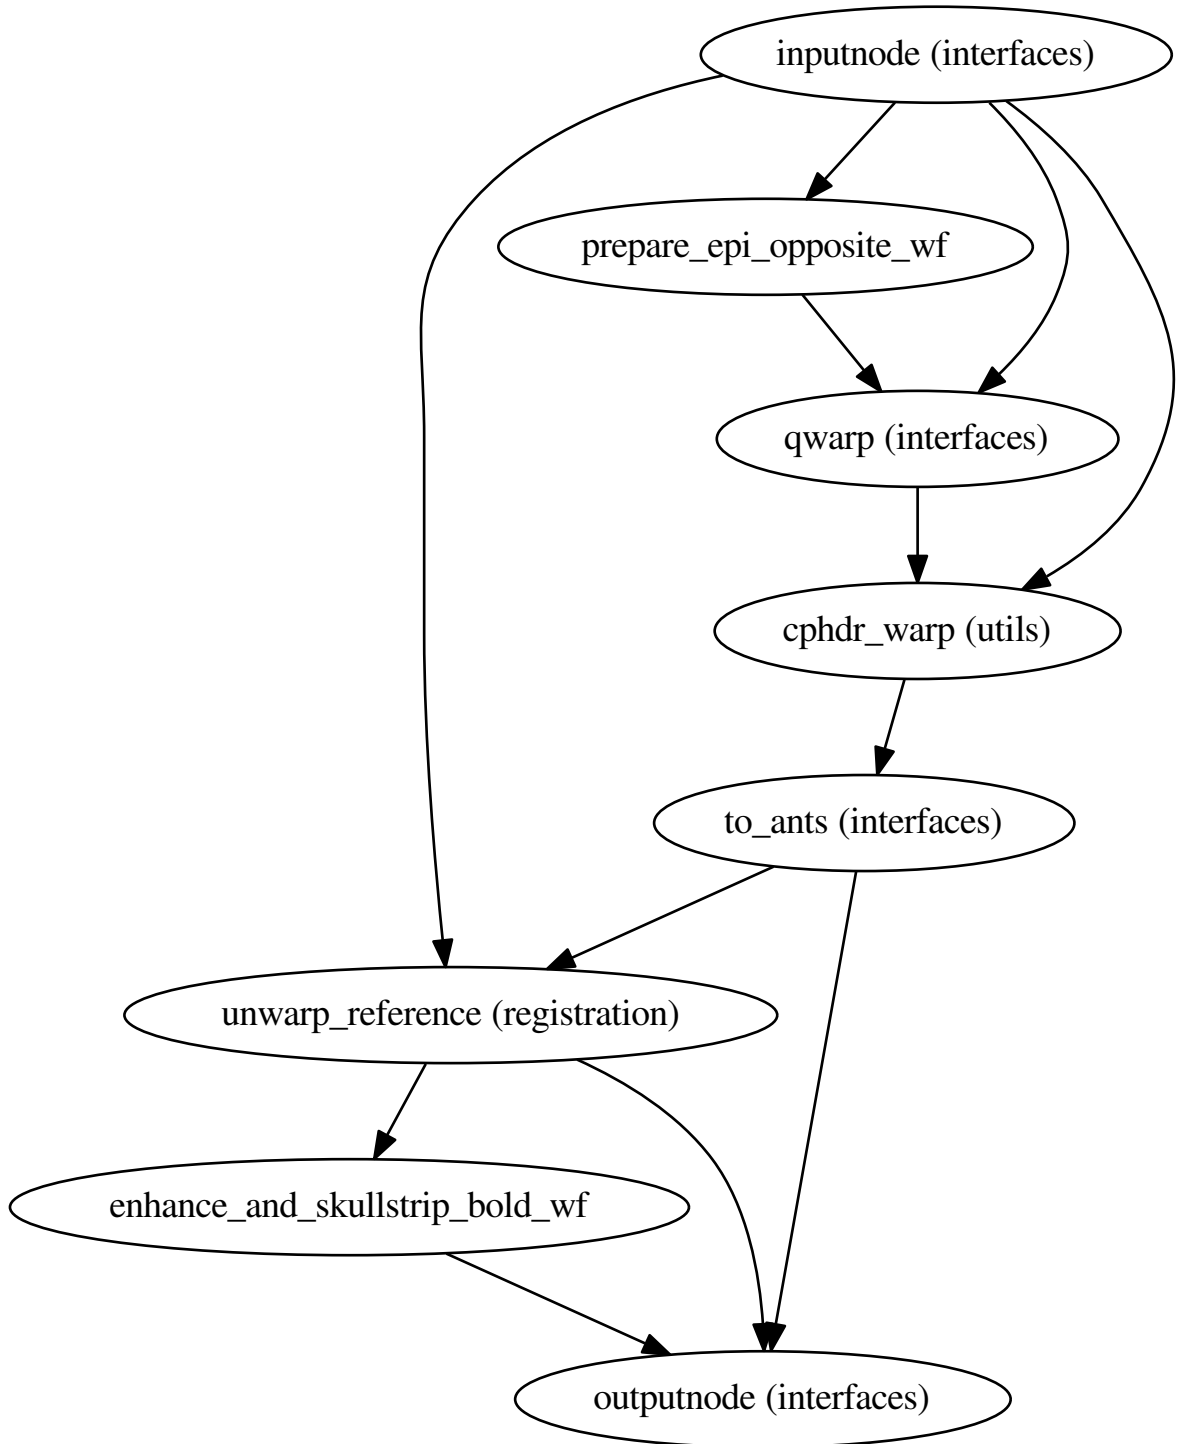 inputnode (interfaces)
prepare_epi_opposite_wf
qwarp (interfaces)
cphdr_warp (utils)
to_ants (interfaces)
unwarp_reference (registration)
enhance_and_skullstrip_bold_wf
outputnode (interfaces)